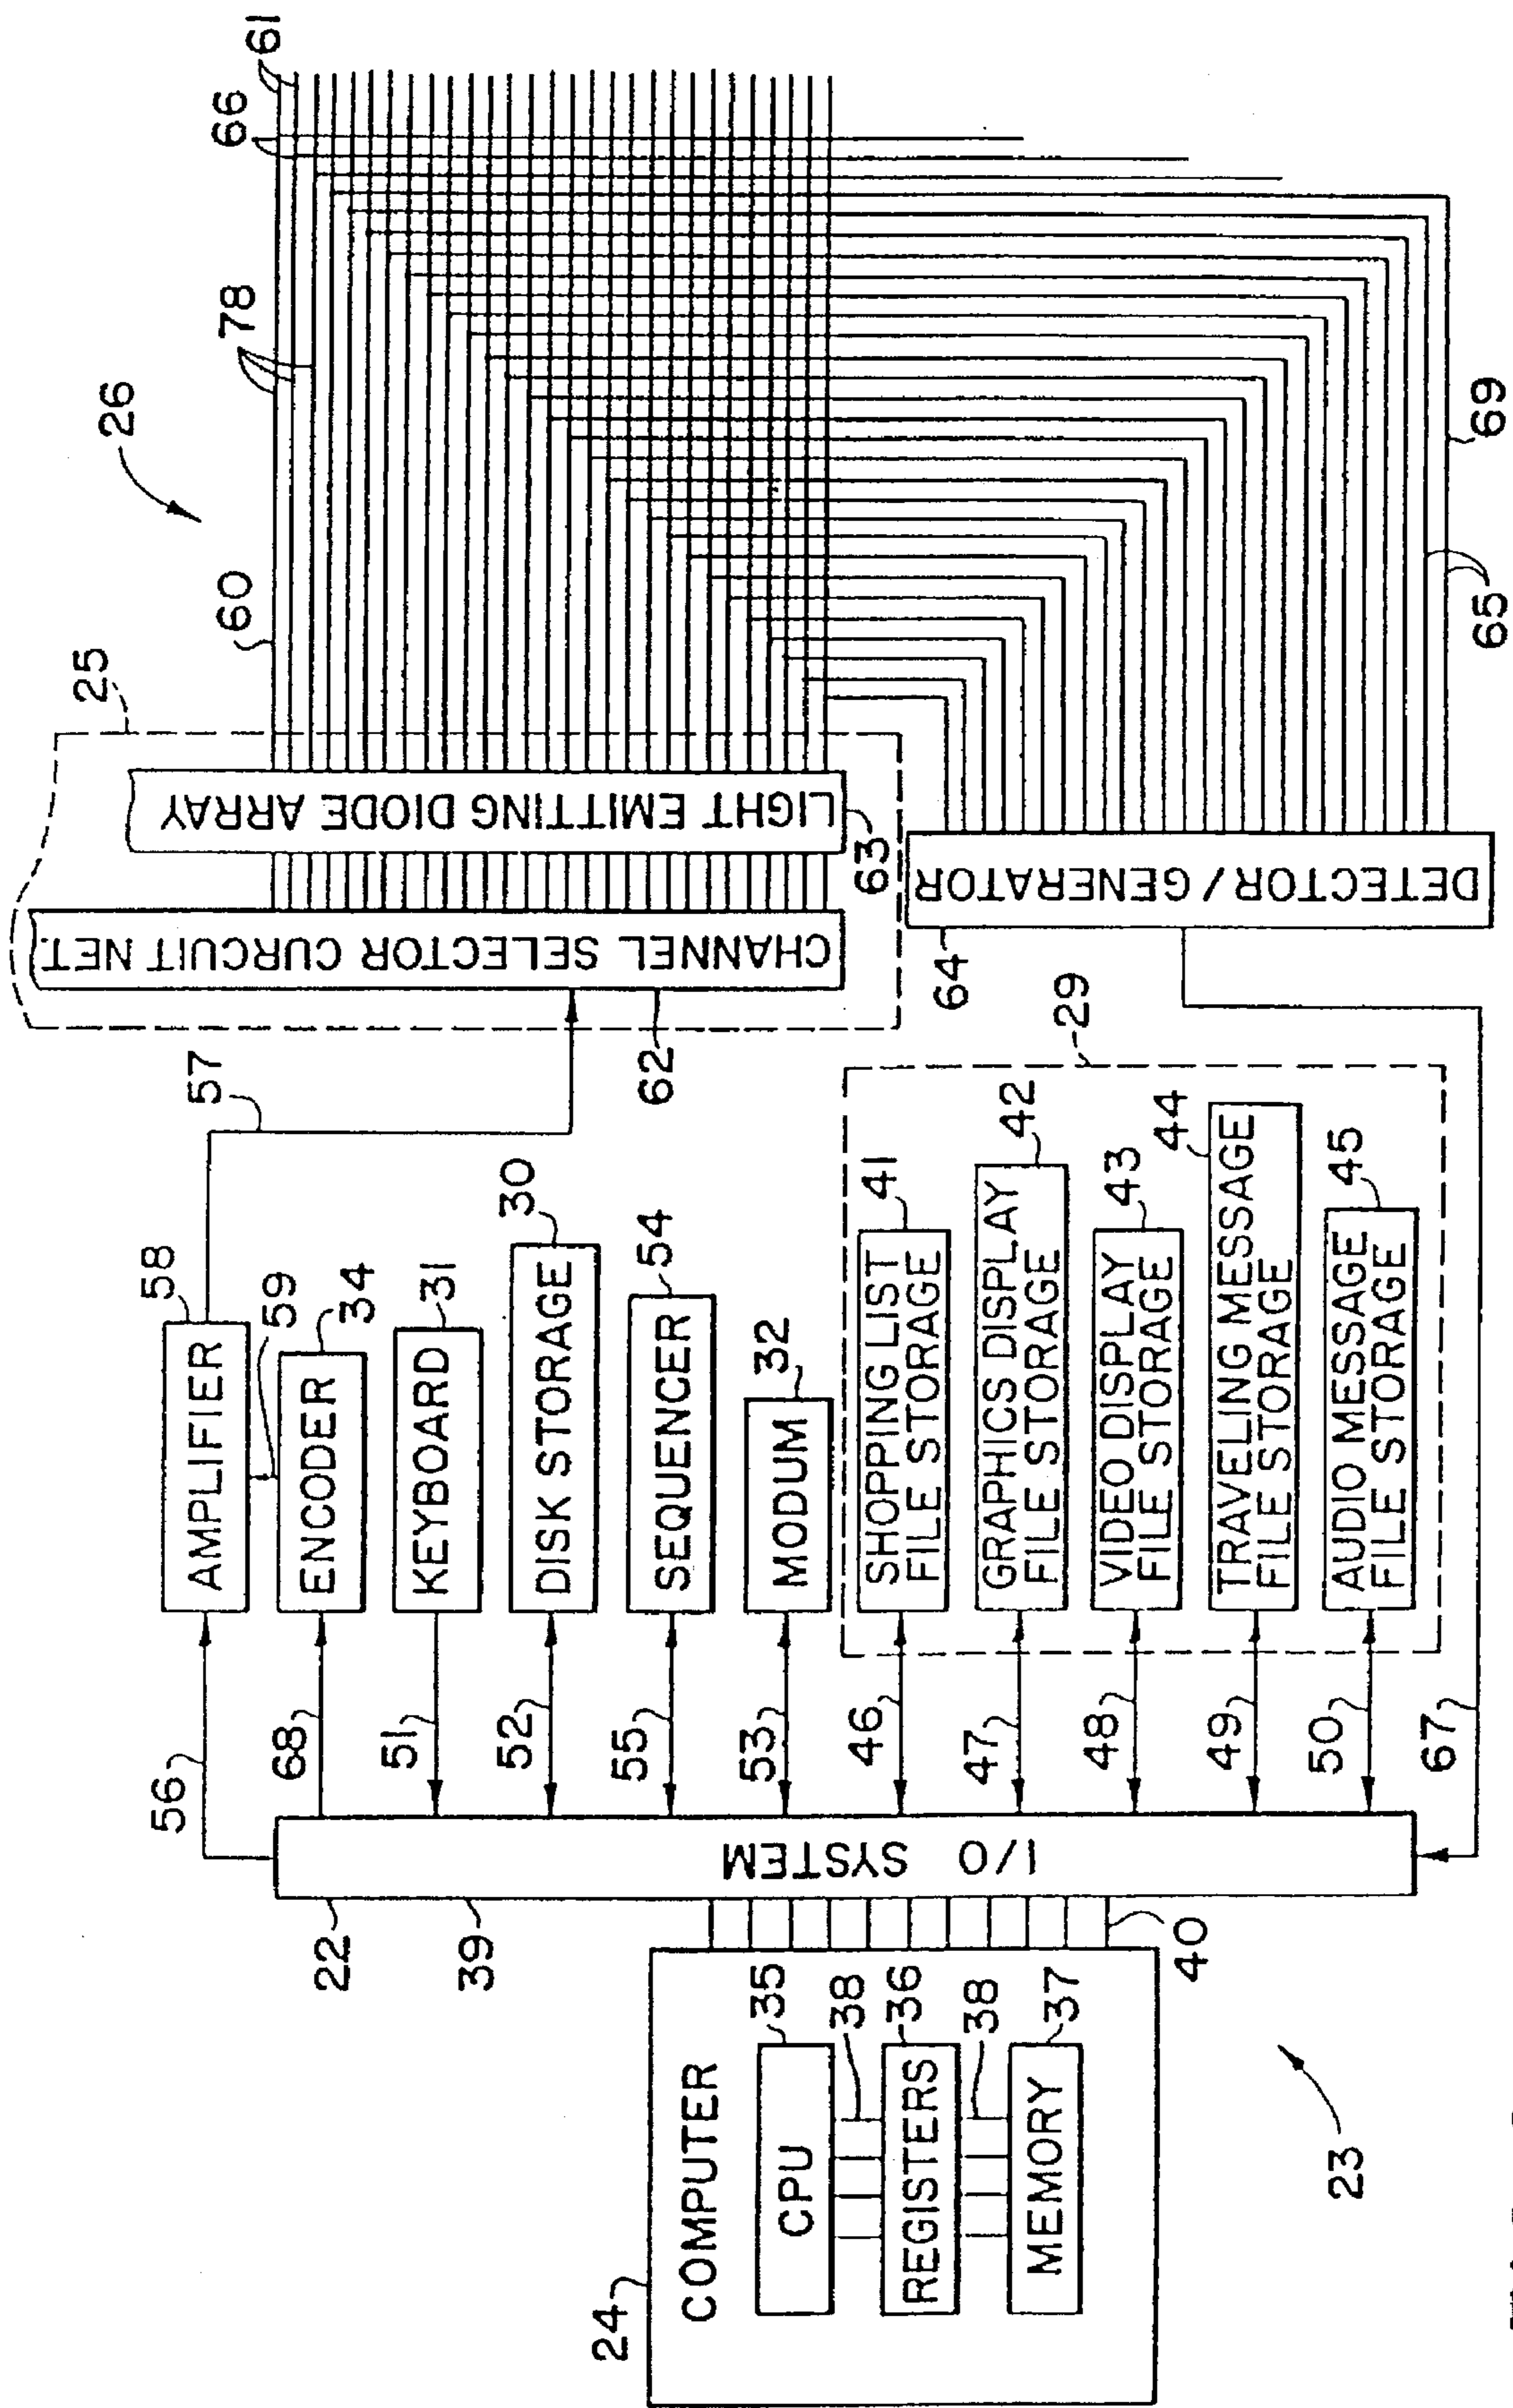 60
78
66
61
26
25
LIGHT EMITTING DIODE ARRAY
63
CHANNEL SELECTOR CURCUIT NET.
62
57
64
DETECTOR / GENERATOR
65
69
58
AMPLIFIER
59
34
ENCODER
31
KEYBOARD
30
DISK STORAGE
54
SEQUENCER
32
MODUM
29
41
SHOPPING LIST
FILE STORAGE
42
GRAPHICS DISPLAY
FILE STORAGE
43
VIDEO DISPLAY
FILE STORAGE
44
TRAVELING MESSAGE
FILE STORAGE
45
AUDIO MESSAGE
FILE STORAGE
56
68
51
52
55
53
46
47
48
49
50
67
22
39
I/O SYSTEM
40
24
COMPUTER
35
CPU
38
36
REGISTERS
38
37
MEMORY
23